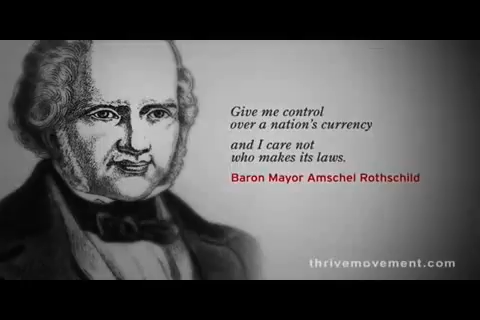 Give me control
over a nation's currency
and I care not
who makes its laws.
Baron Mayor Amschel Rothschild
thrivemovement.com